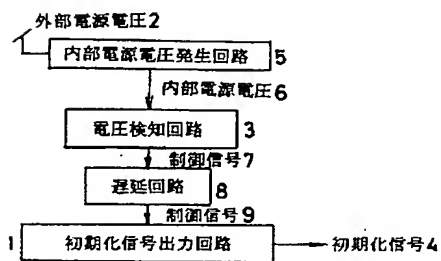 外部電源電圧2
内部電源電圧発生回路 5
内部電源電圧6
電圧検知回路 3
制御信号7
遅延回路 8
制御信号9
1 初期化信号出力回路 初期化信号4